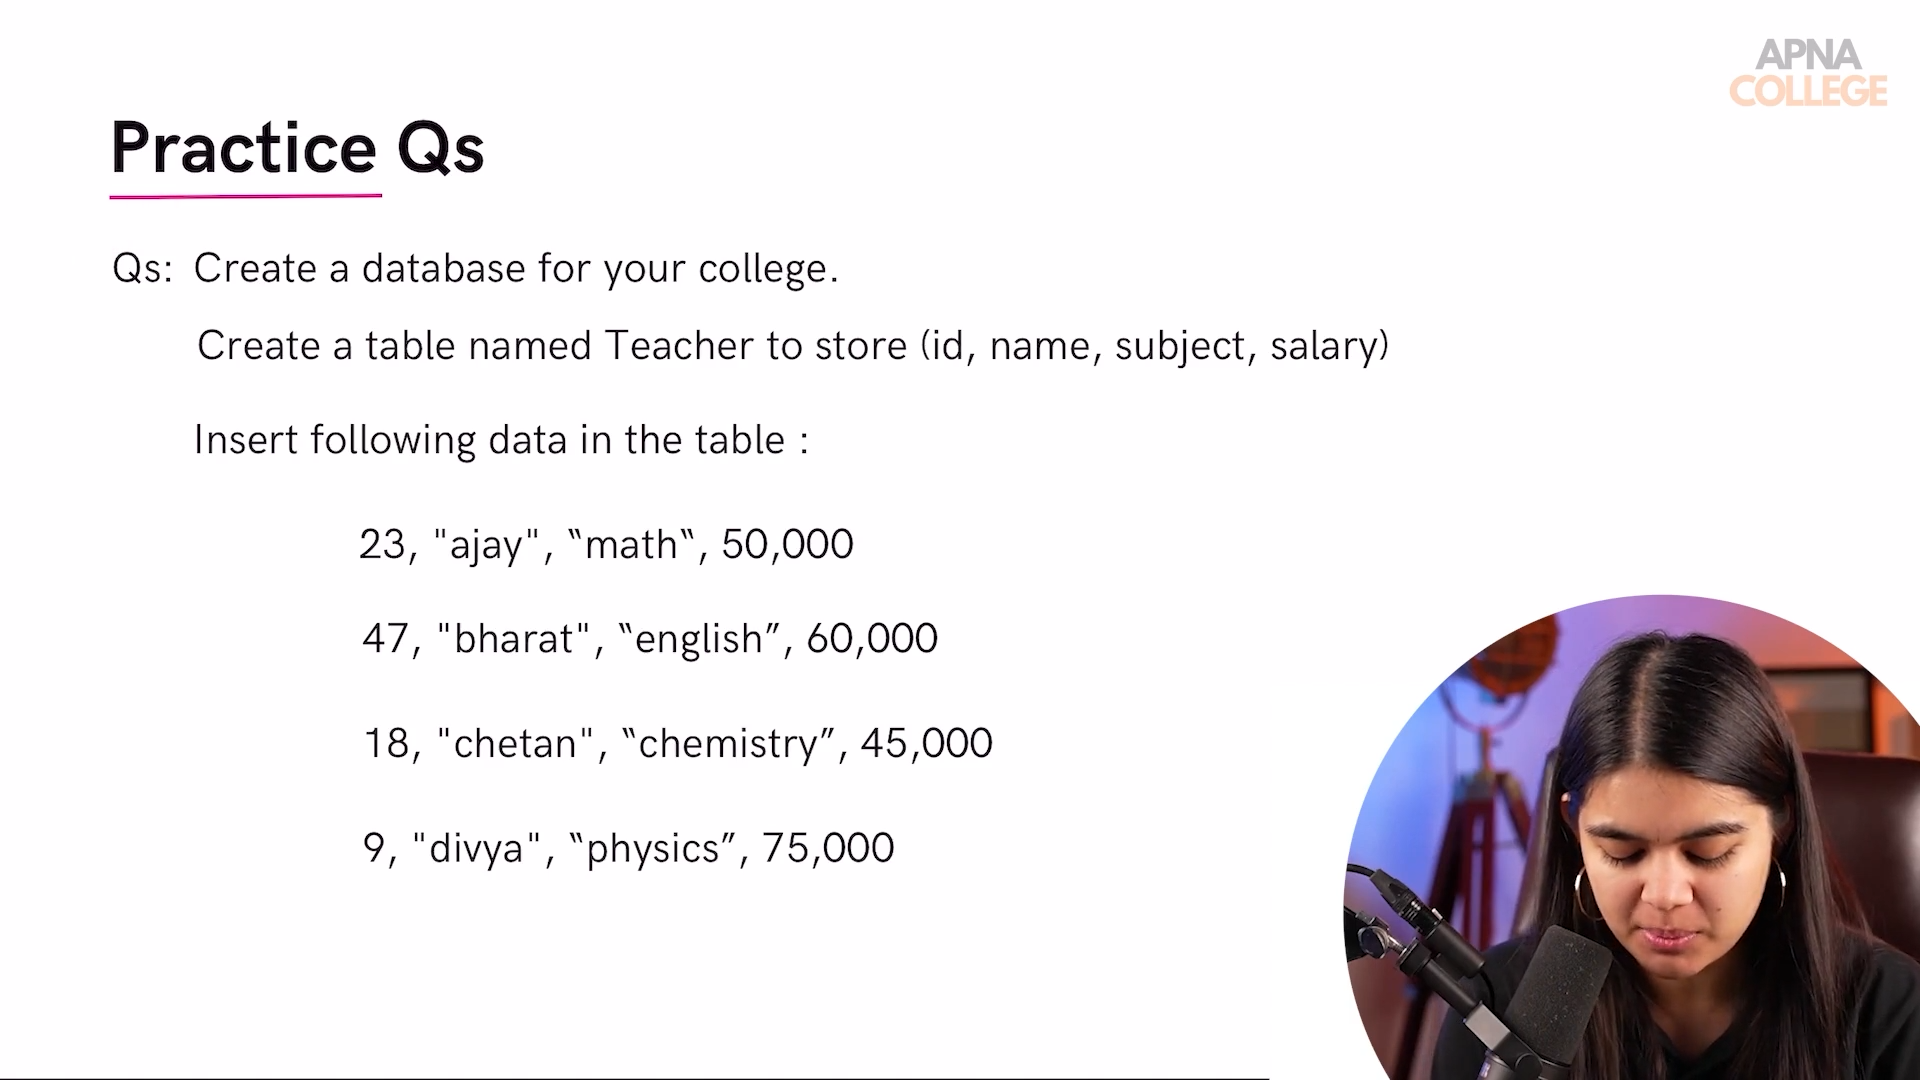 APNA
COLLEGE
Practice Qs
Qs: Create a database for your college.
Create a table named Teacher to store (id, name, subject, salary)
Insert following data in the table :
23, "ajay", “math“, 50,000
47, "bharat", “english”, 60,000
18, "chetan", “chemistry”, 45,000
9, "divya", “physics”, 75,000